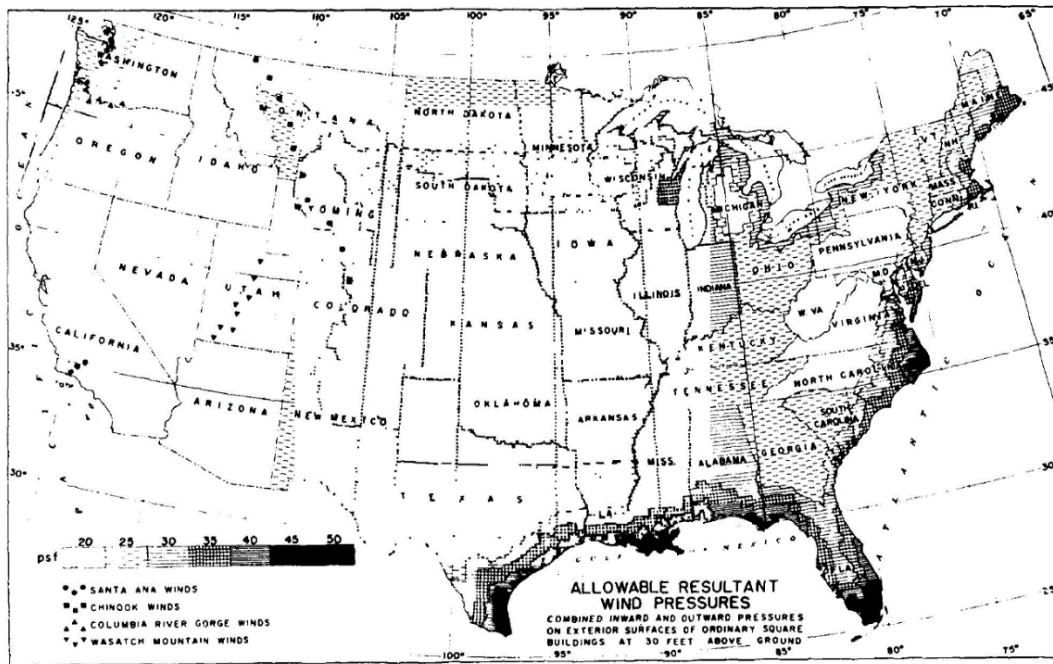 125° 120° 115° 110° 105° 100° 95° 90° 85° 80° 75° 70° 65°
WASHINGTON
MONTANA
NORTH DAKOTA
MINNESOTA
MAINE
45°
OREGON
IDAHO
SOUTH DAKOTA
WISCONSIN
MICHIGAN
VT.
NH.
NEW YORK
MASS
CONN.
WYOMING
40°
NEVADA
UTAH
COLORADO
NEBRASKA
IOWA
ILLINOIS
INDIANA
OHIO
PENNSYLVANIA
MD.
W.VA
VIRGINIA
CALIFORNIA
KANSAS
MISSOURI
KENTUCKY
35°
35°
ARIZONA
NEW MEXICO
OKLAHOMA
ARKANSAS
TENNESSEE
NORTH CAROLINA
SOUTH
CAROLINA
30°
TEXAS
LA.
MISS.
ALABAMA
GEORGIA
30°
FLA.
GULF OF MEXICO
psf 20 25 30 35 40 45 50
SANTA ANA WINDS
CHINOOK WINDS
COLUMBIA RIVER GORGE WINDS
WASATCH MOUNTAIN WINDS
ALLOWABLE RESULTANT
WIND PRESSURES
COMBINED INWARD AND OUTWARD PRESSURES
ON EXTERIOR SURFACES OF ORDINARY SQUARE
BUILDINGS AT 30 FEET ABOVE GROUND
25°
100° 95° 90° 85° 80° 75°